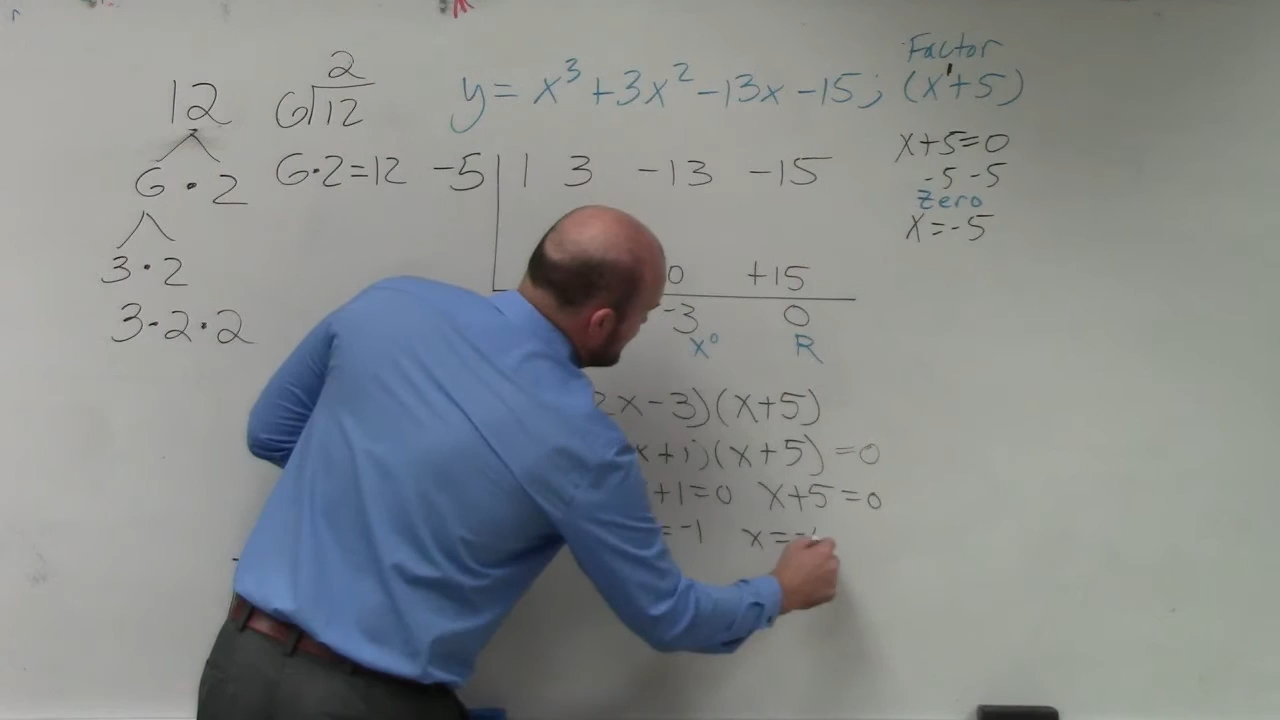 Factor
12 6)12 2 y = x³ + 3x² - 13x - 15; (x + 5)
x+5=0
6 · 2 6·2=12 -5 | 1 3 -13 -15
-5 -5
Zero
x=-5
3 · 2 0 +15
3·2·2 -3 0
x⁰ R
2x-3)(x+5)
x+1)(x+5)=0
+1=0 x+5=0
=-1 x=-